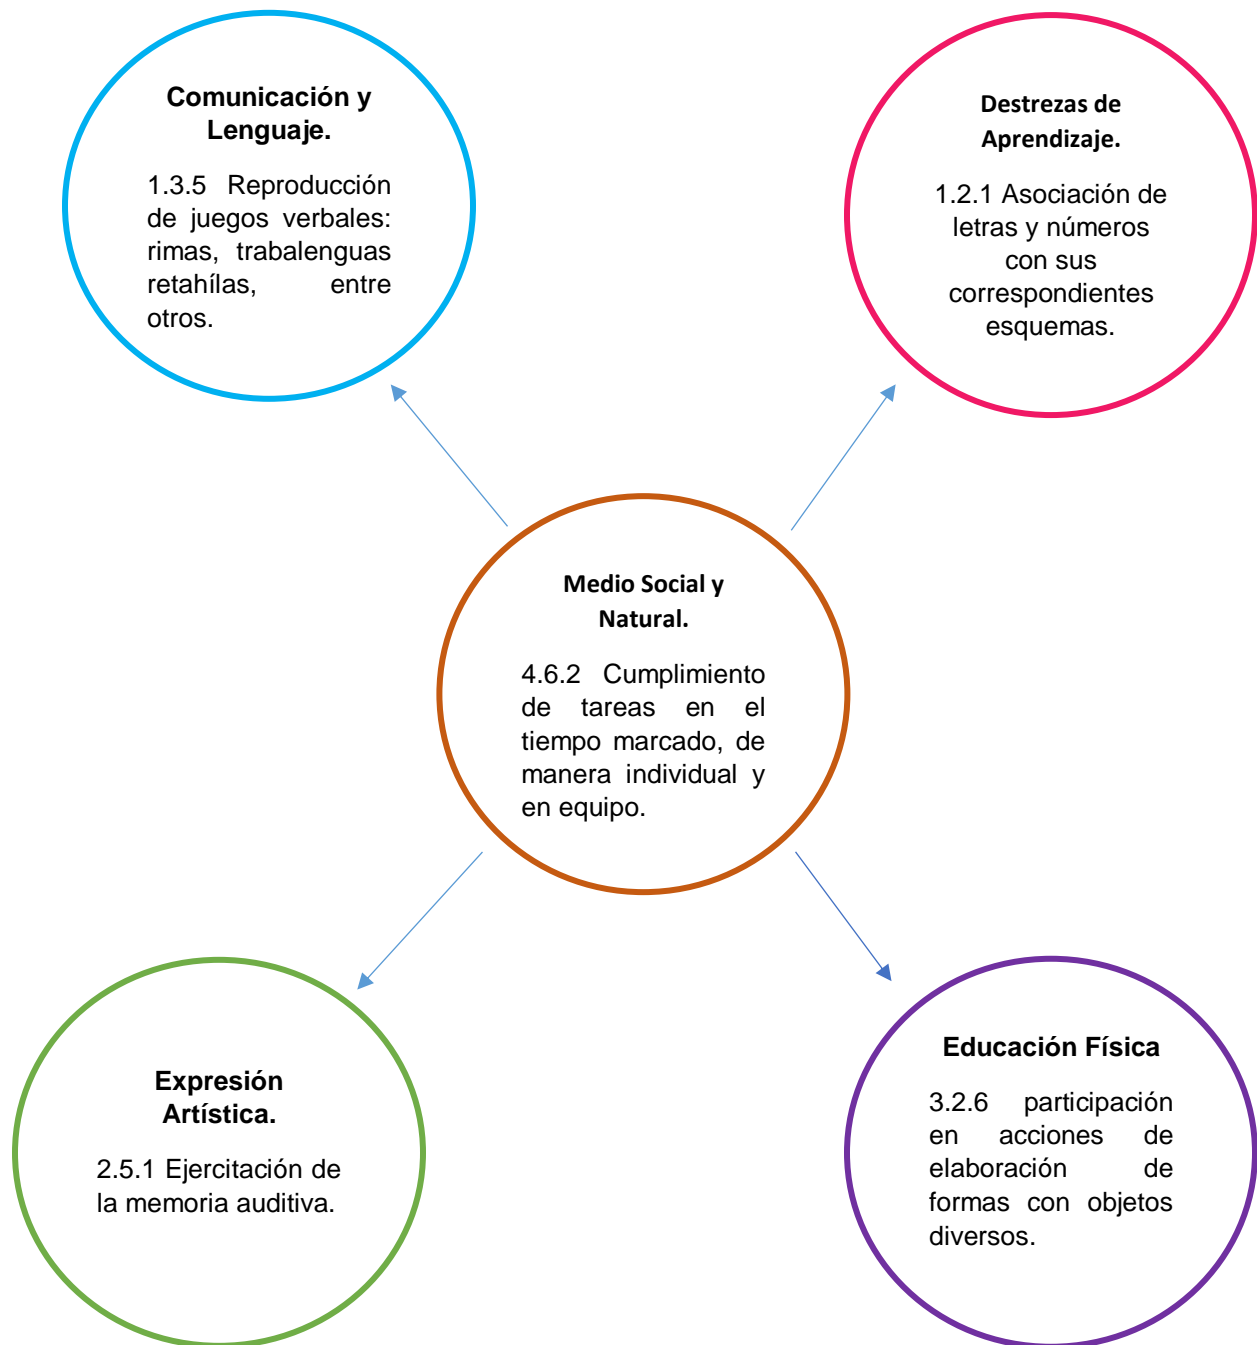 Comunicación y
Lenguaje.
1.3.5 Reproducción
de juegos verbales:
rimas, trabalenguas
retahílas, entre
otros.
Destrezas de
Aprendizaje.
1.2.1 Asociación de
letras y números
con sus
correspondientes
esquemas.
Medio Social y
Natural.
4.6.2 Cumplimiento
de tareas en el
tiempo marcado, de
manera individual y
en equipo.
Expresión
Artística.
2.5.1 Ejercitación de
la memoria auditiva.
Educación Física
3.2.6 participación
en acciones de
elaboración de
formas con objetos
diversos.